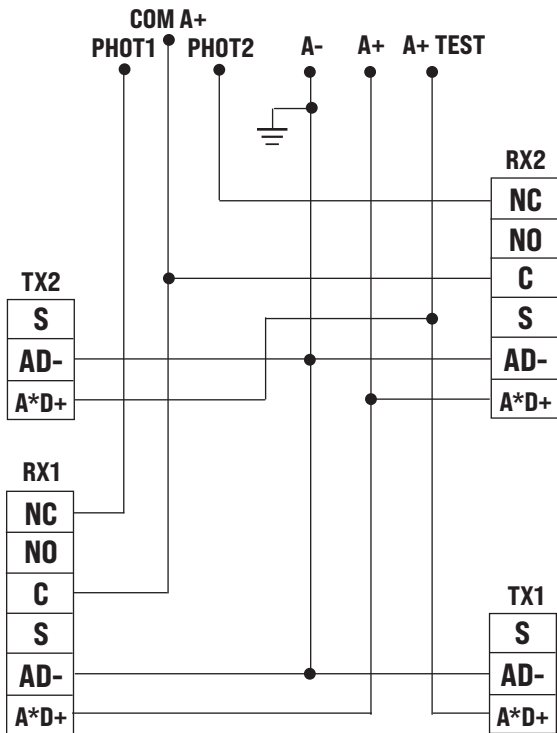 COM A+
PHOT1 PHOT2 A- A+ A+ TEST
RX2
NC
NO
C
S
AD-
A*D+
TX2
S
AD-
A*D+
RX1
NC
NO
C
S
AD-
A*D+
TX1
S
AD-
A*D+